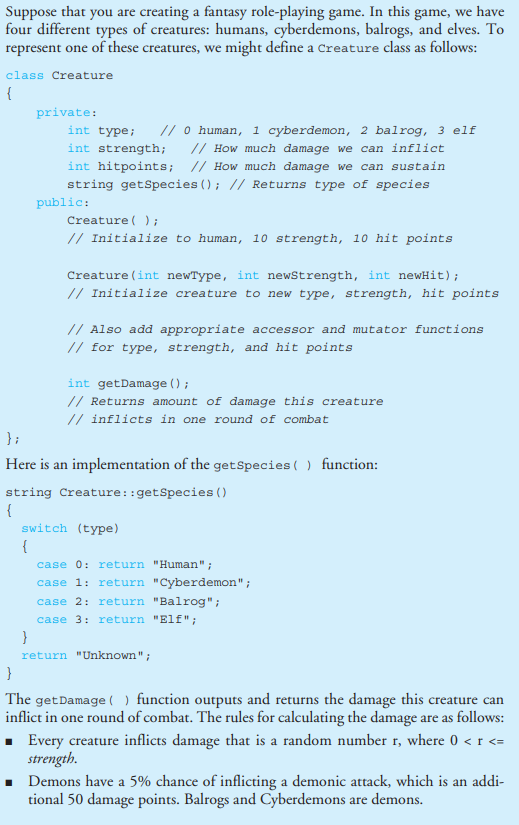 Suppose that you are creating a fantasy role-playing game. In this game, we have
four different types of creatures: humans, cyberdemons, balrogs, and elves. To
represent one of these creatures, we might define a Creature class as follows:
class Creature
{
    private:
        int type;   // 0 human, 1 cyberdemon, 2 balrog, 3 elf
        int strength;   // How much damage we can inflict
        int hitpoints;  // How much damage we can sustain
        string getSpecies(); // Returns type of species
    public:
        Creature( );
        // Initialize to human, 10 strength, 10 hit points

        Creature(int newType, int newStrength, int newHit);
        // Initialize creature to new type, strength, hit points

        // Also add appropriate accessor and mutator functions
        // for type, strength, and hit points

        int getDamage();
        // Returns amount of damage this creature
        // inflicts in one round of combat
};
Here is an implementation of the getSpecies( ) function:
string Creature::getSpecies()
{
  switch (type)
  {
    case 0: return "Human";
    case 1: return "Cyberdemon";
    case 2: return "Balrog";
    case 3: return "Elf";
  }
  return "Unknown";
}
The getDamage( ) function outputs and returns the damage this creature can
inflict in one round of combat. The rules for calculating the damage are as follows:
■ Every creature inflicts damage that is a random number r, where 0 < r <=
strength.
■ Demons have a 5% chance of inflicting a demonic attack, which is an addi-
tional 50 damage points. Balrogs and Cyberdemons are demons.